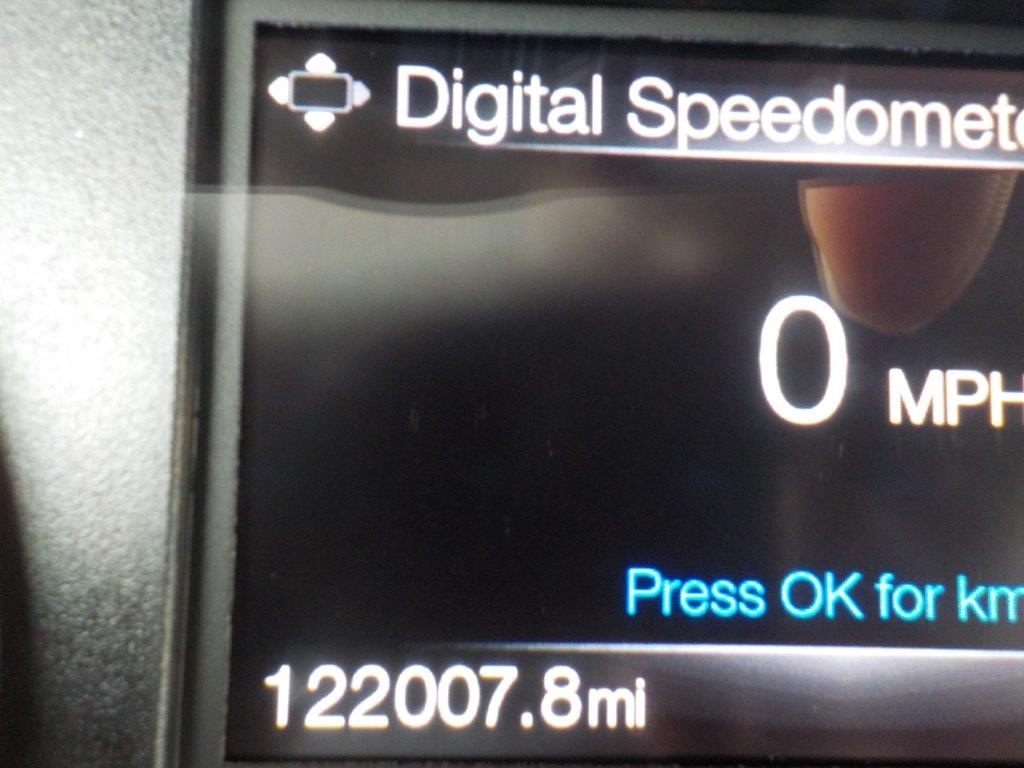 Digital Speedomete
0 MPH
Press OK for km
122007.8mi